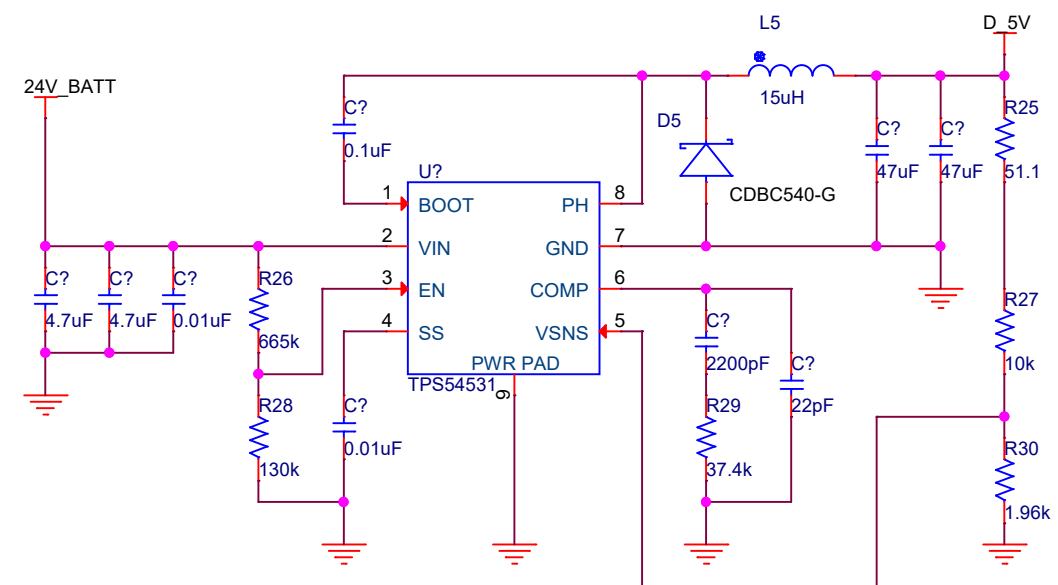 L5
D_5V
24V_BATT
15uH
C?
0.1uF
D5
CDBC540-G
C?
47uF
C?
47uF
R25
51.1
U?
1
BOOT
PH
8
2
VIN
GND
7
3
EN
COMP
6
4
SS
VSNS
5
PWR PAD
TPS54531
9
C?
4.7uF
C?
4.7uF
C?
0.01uF
R26
665k
R28
130k
C?
0.01uF
C?
2200pF
C?
22pF
R29
37.4k
R27
10k
R30
1.96k